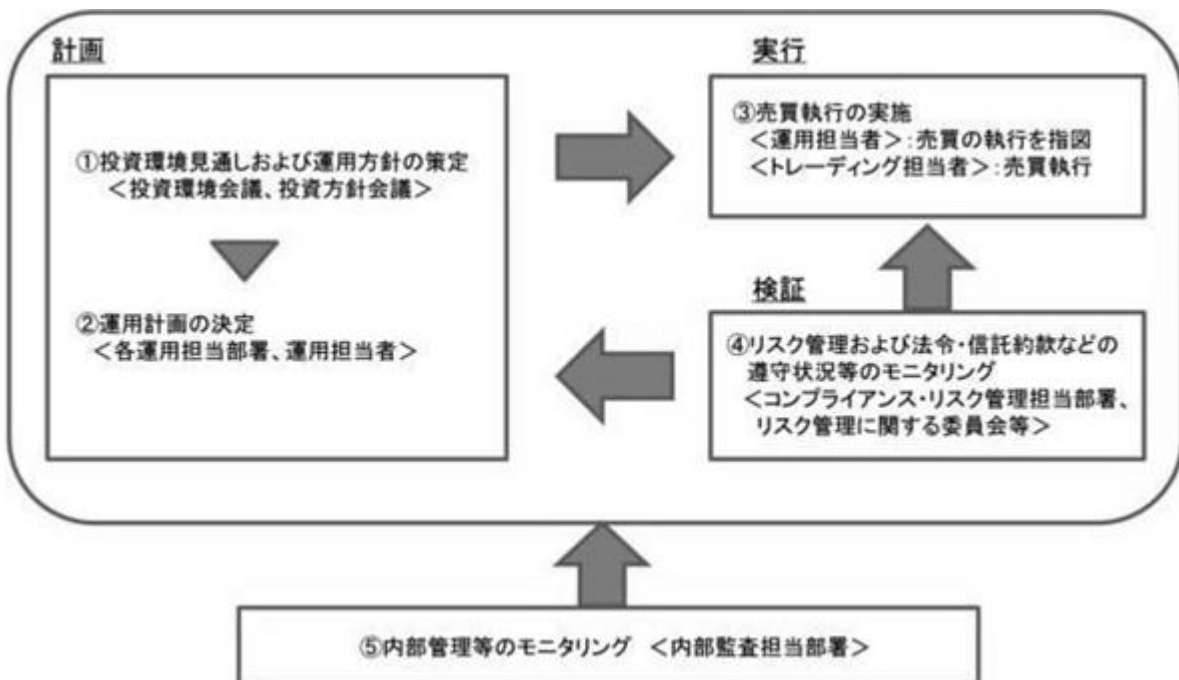 計画
①投資環境見通しおよび運用方針の策定
＜投資環境会議、投資方針会議＞
②運用計画の決定
＜各運用担当部署、運用担当者＞
実行
③売買執行の実施
＜運用担当者＞：売買の執行を指図
＜トレーディング担当者＞：売買執行
検証
④リスク管理および法令・信託約款などの
遵守状況等のモニタリング
＜コンプライアンス・リスク管理担当部署、
リスク管理に関する委員会等＞
⑤内部管理等のモニタリング ＜内部監査担当部署＞